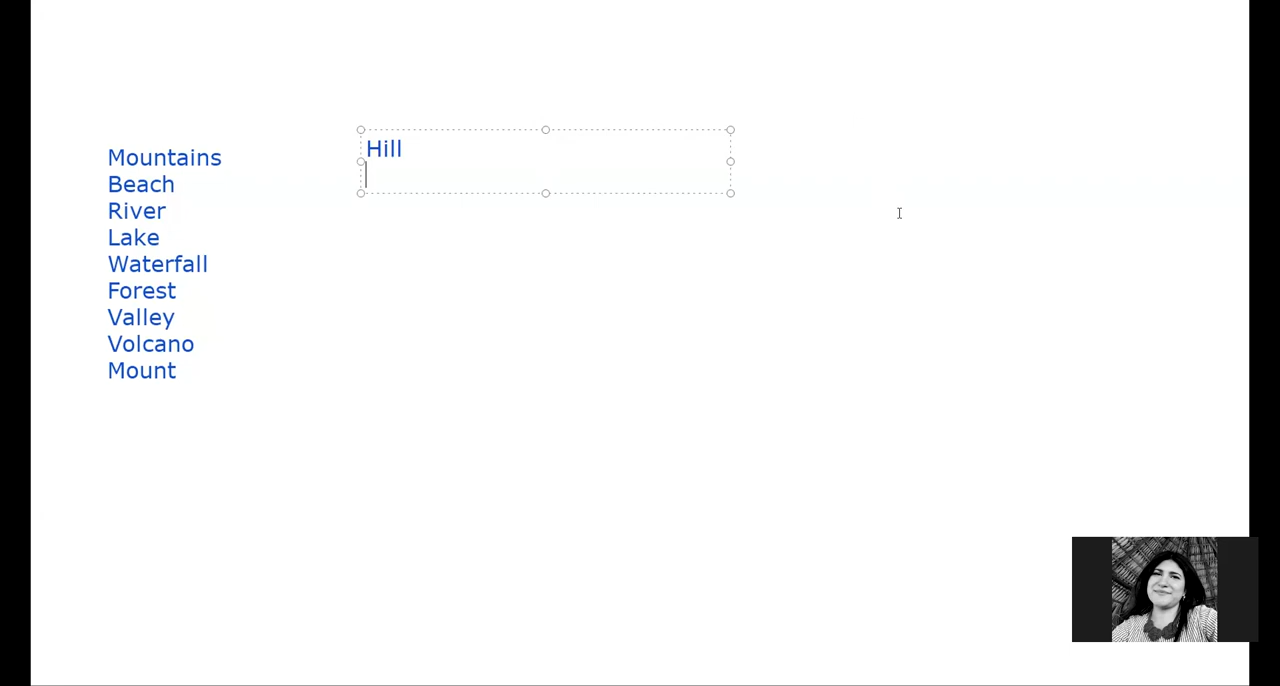 Mountains
Beach
River
Lake
Waterfall
Forest
Valley
Volcano
Mount
Hill